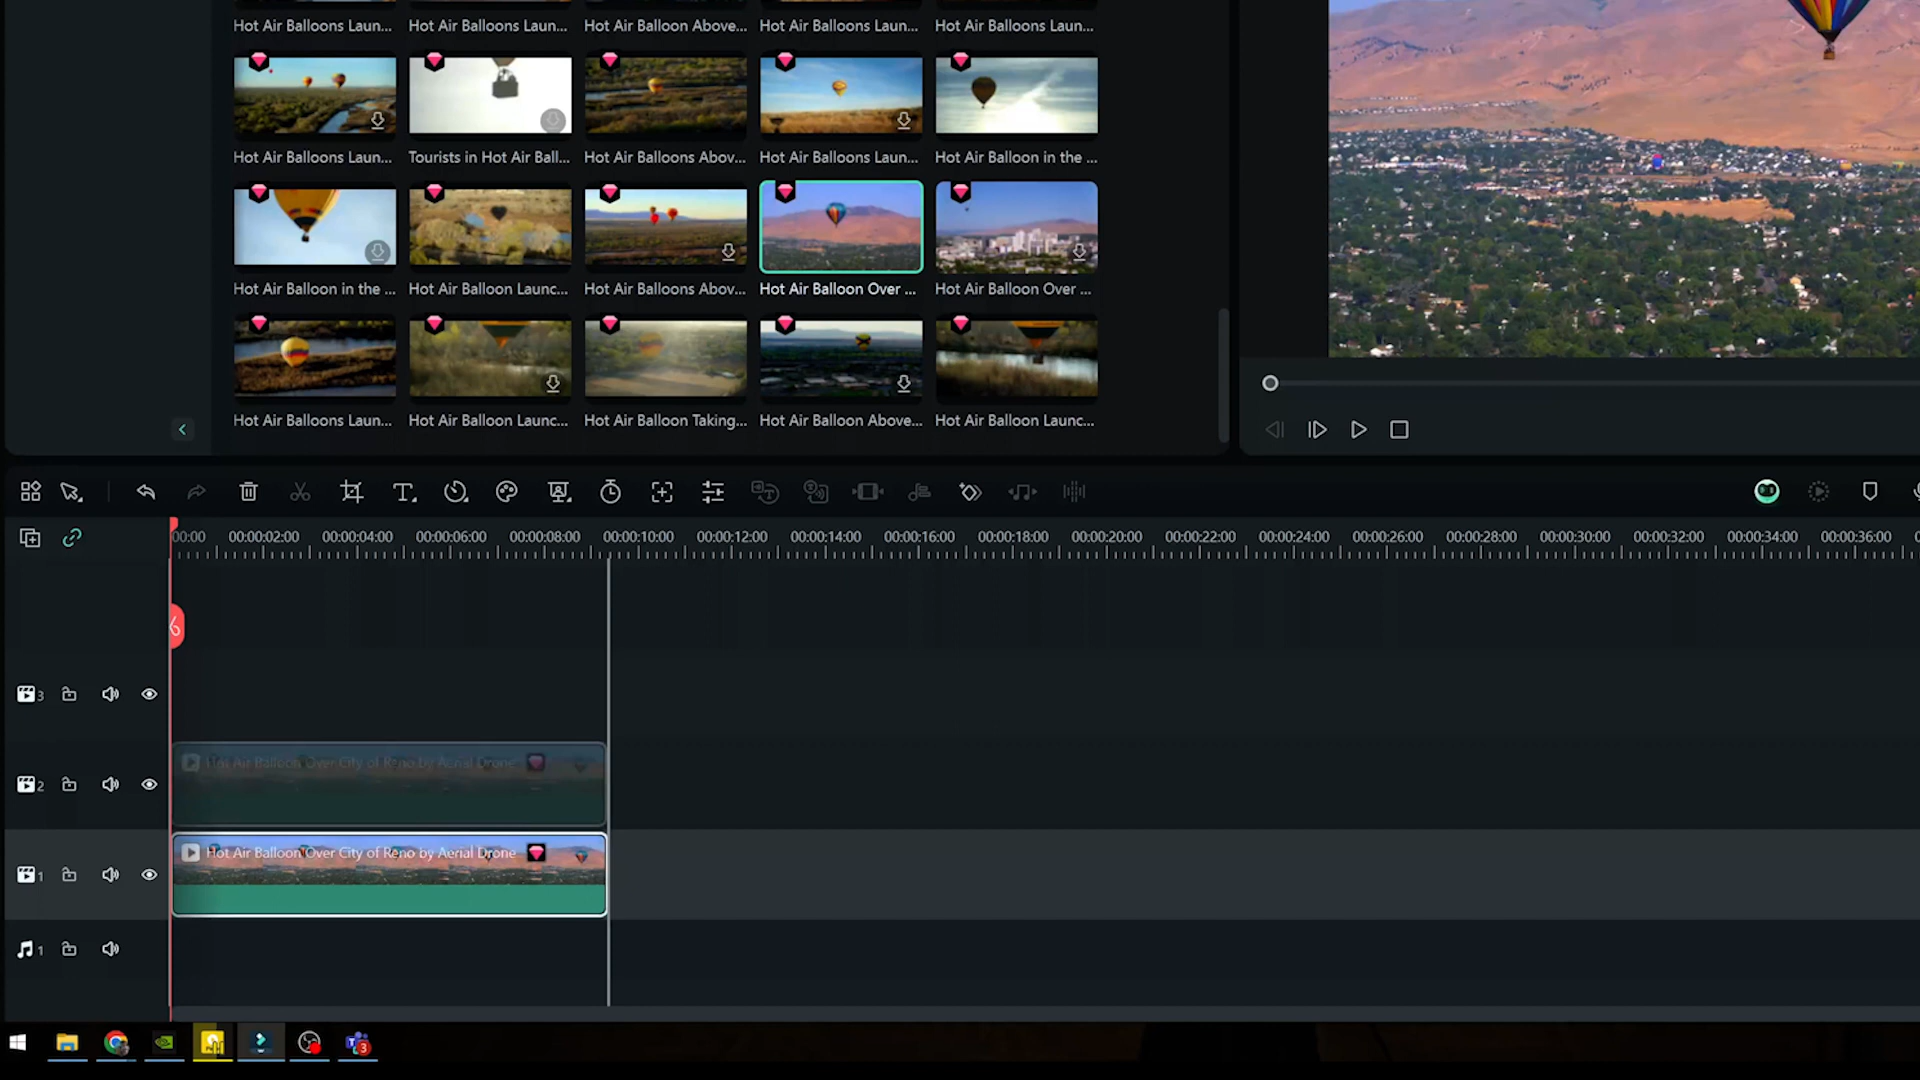 Hot Air Balloons Laun... Hot Air Balloons Laun... Hot Air Balloon Above... Hot Air Balloons Laun... Hot Air Balloons Laun...
Hot Air Balloons Laun... Tourists in Hot Air Ball... Hot Air Balloons Abov... Hot Air Balloons Laun... Hot Air Balloon in the ...
Hot Air Balloon in the ... Hot Air Balloon Launc... Hot Air Balloons Abov... Hot Air Balloon Over ... Hot Air Balloon Over ...
Hot Air Balloons Laun... Hot Air Balloon Launc... Hot Air Balloon Taking... Hot Air Balloon Above... Hot Air Balloon Launc...
00:00 00:00:02:00 00:00:04:00 00:00:06:00 00:00:08:00 00:00:10:00 00:00:12:00 00:00:14:00 00:00:16:00 00:00:18:00 00:00:20:00 00:00:22:00 00:00:24:00 00:00:26:00 00:00:28:00 00:00:30:00 00:00:32:00 00:00:34:00 00:00:36:00
3
Hot Air Balloon Over City of Reno by Aerial Drone
2
Hot Air Balloon Over City of Reno by Aerial Drone
1
1
3